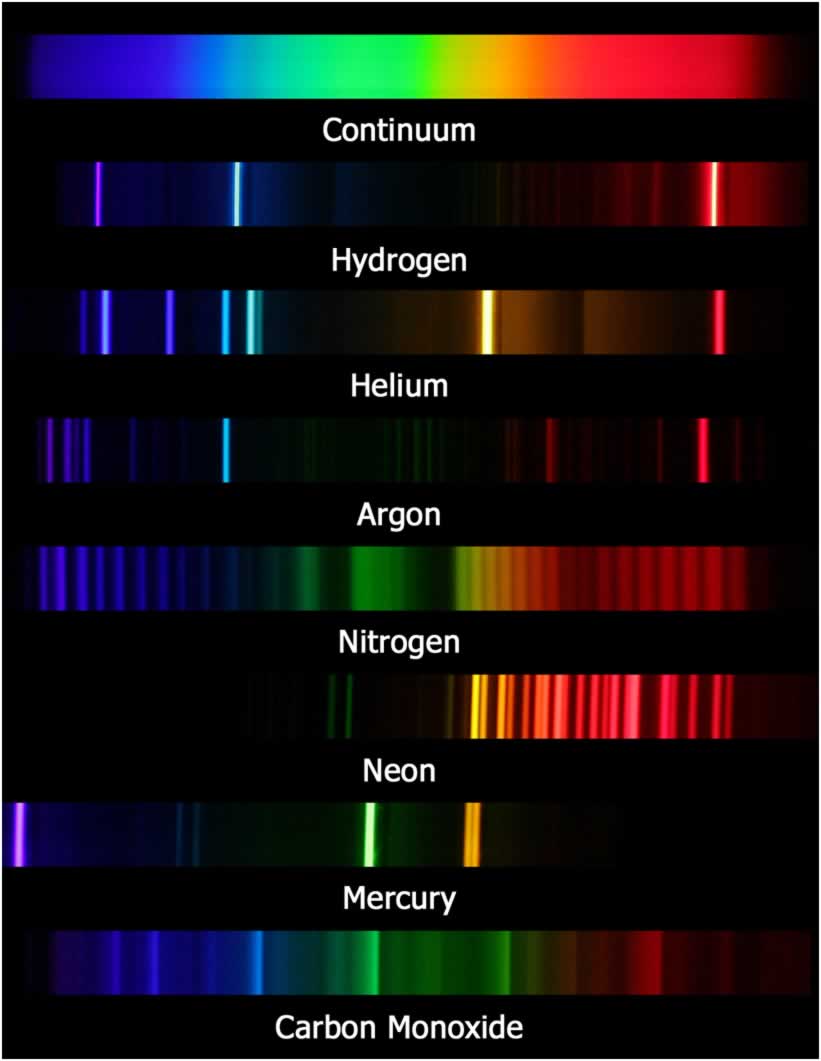 Continuum
Hydrogen
Helium
Argon
Nitrogen
Neon
Mercury
Carbon Monoxide